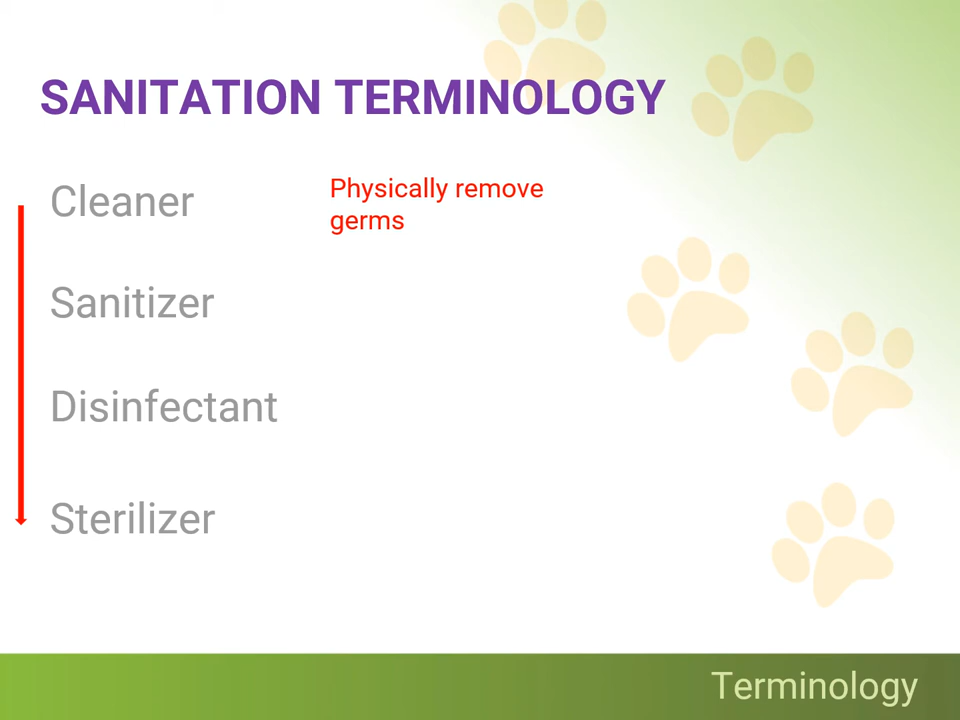 SANITATION TERMINOLOGY
Cleaner
Physically remove
germs
Sanitizer
Disinfectant
Sterilizer
Terminology